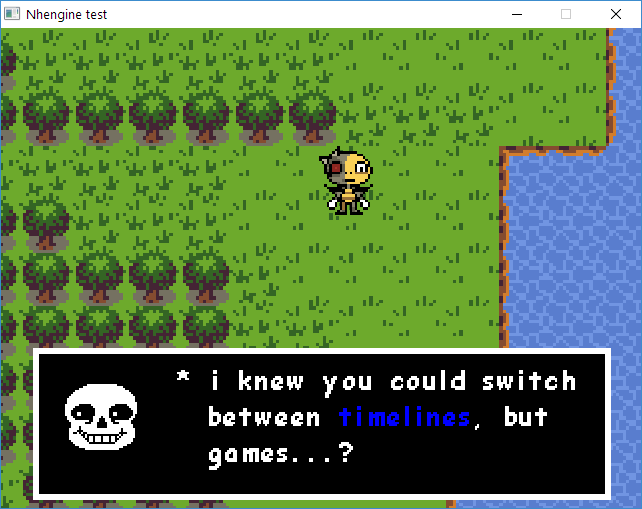 Nhengine test
* i knew you could switch
between timelines, but
games...?